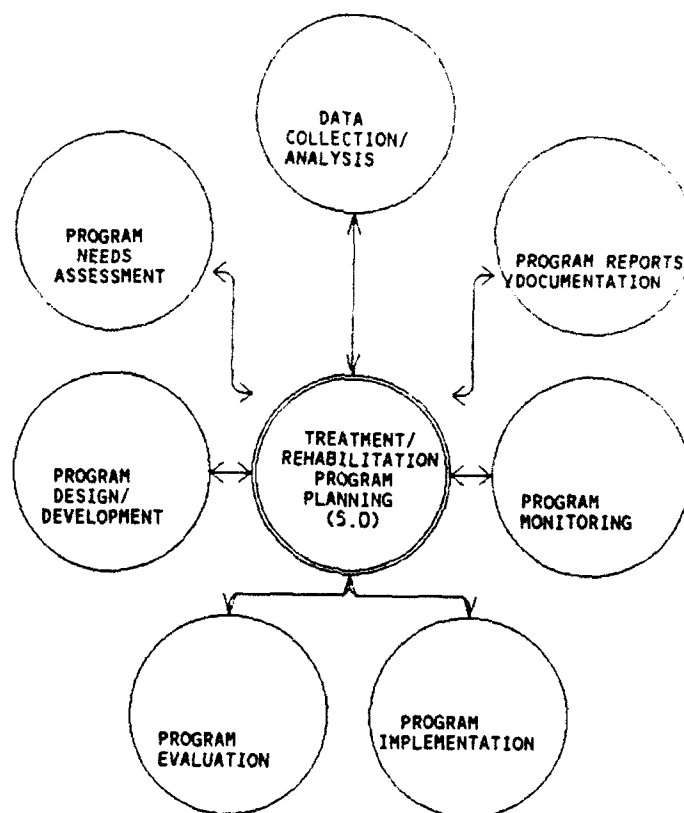 DATA
COLLECTION/
ANALYSIS
PROGRAM
NEEDS
ASSESSMENT
PROGRAM REPORTS
/DOCUMENTATION
TREATMENT/
REHABILITATION
PROGRAM
PLANNING
(5.0)
PROGRAM
DESIGN/
DEVELOPMENT
PROGRAM
MONITORING
PROGRAM
EVALUATION
PROGRAM
IMPLEMENTATION